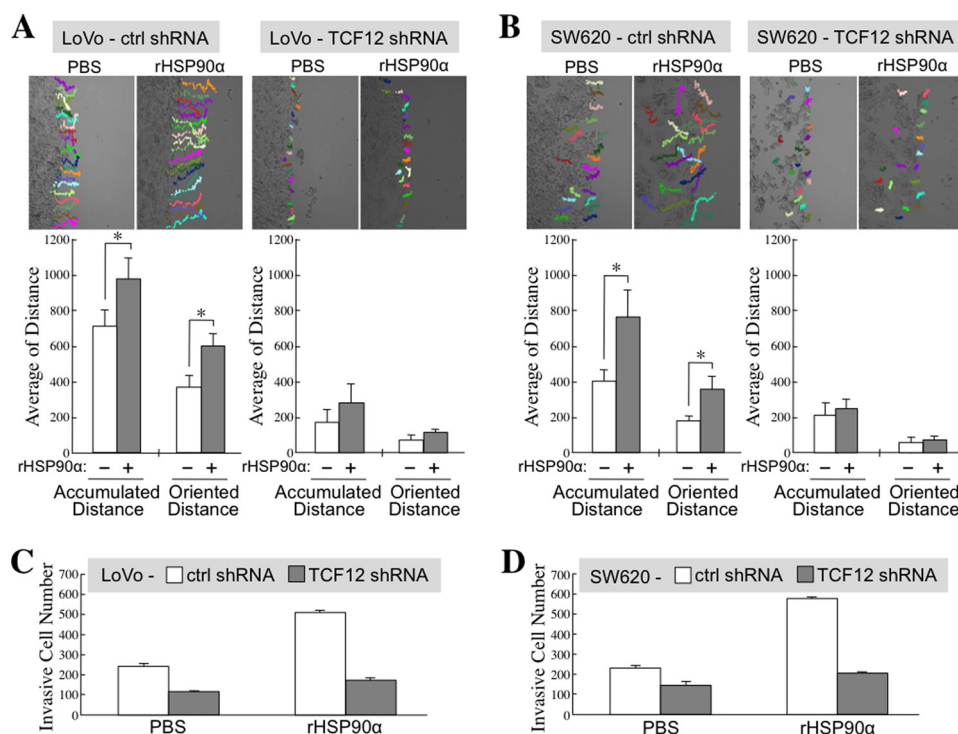 A
LoVo - ctrl shRNA
LoVo - TCF12 shRNA
PBS
rHSP90α
PBS
rHSP90α
Average of Distance
1200
1000
800
600
400
200
0
*
*
Average of Distance
1200
1000
800
600
400
200
0
rHSP90α: − + − +
− + − +
Accumulated Distance
Oriented Distance
Accumulated Distance
Oriented Distance
B
SW620 - ctrl shRNA
SW620 - TCF12 shRNA
PBS
rHSP90α
PBS
rHSP90α
Average of Distance
1200
1000
800
600
400
200
0
*
*
Average of Distance
1200
1000
800
600
400
200
0
rHSP90α: − + − +
− + − +
Accumulated Distance
Oriented Distance
Accumulated Distance
Oriented Distance
C
LoVo - ctrl shRNA TCF12 shRNA
Invasive Cell Number
700
600
500
400
300
200
100
0
PBS
rHSP90α
D
SW620 - ctrl shRNA TCF12 shRNA
Invasive Cell Number
700
600
500
400
300
200
100
0
PBS
rHSP90α